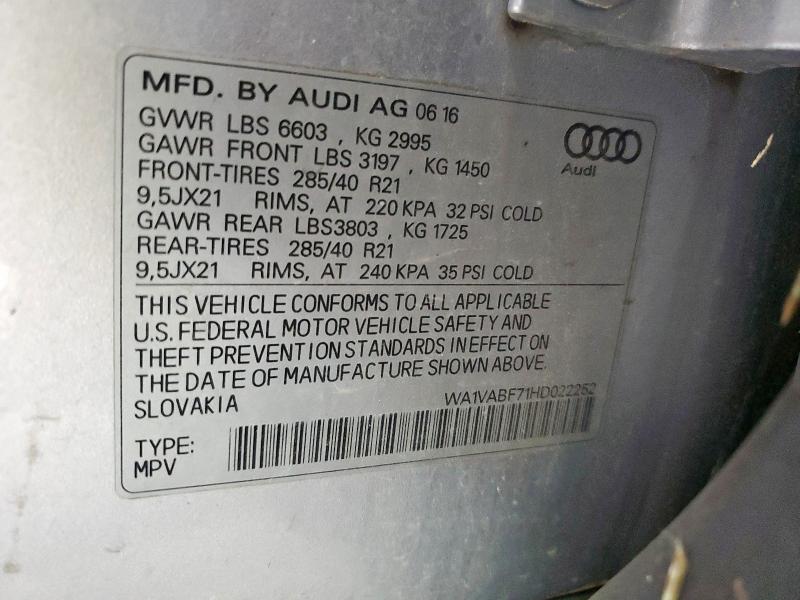 MFD. BY AUDI AG 06 16
GVWR LBS 6603 , KG 2995
GAWR FRONT LBS 3197 , KG 1450
FRONT-TIRES 285/40 R21
9,5JX21 RIMS, AT 220 KPA 32 PSI COLD
GAWR REAR LBS3803 , KG 1725
REAR-TIRES 285/40 R21
9,5JX21 RIMS, AT 240 KPA 35 PSI COLD
Audi
THIS VEHICLE CONFORMS TO ALL APPLICABLE
U.S. FEDERAL MOTOR VEHICLE SAFETY AND
THEFT PREVENTION STANDARDS IN EFFECT ON
THE DATE OF MANUFACTURE SHOWN ABOVE.
SLOVAKIA
WA1VABF71HD022252
TYPE:
MPV